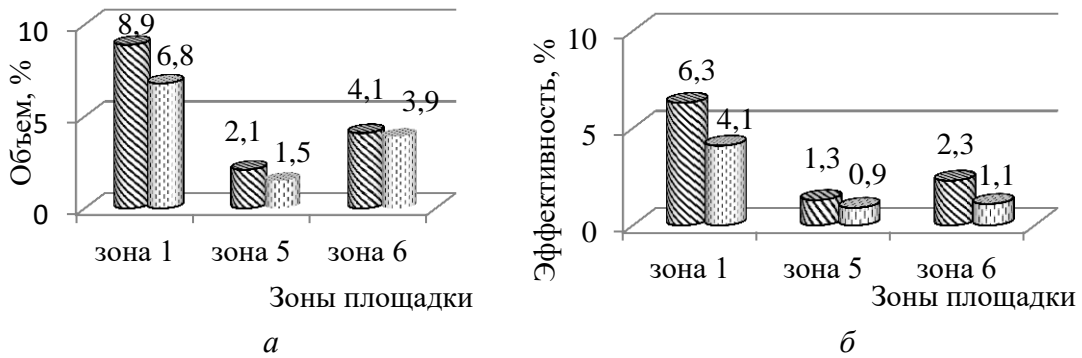 Объем, %
10
5
0
8,9
6,8
2,1
1,5
4,1
3,9
зона 1 зона 5 зона 6
Зоны площадки
а
Эффективность, %
10
5
0
6,3
4,1
1,3
0,9
2,3
1,1
зона 1 зона 5 зона 6
Зоны площадки
б